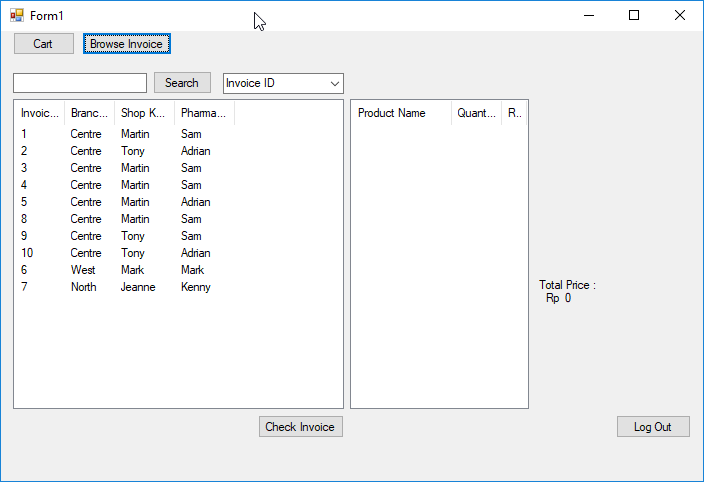 Form1
Cart Browse Invoice
Search Invoice ID
Invoic... Branc... Shop K... Pharma... Product Name Quant... R..
1 Centre Martin Sam
2 Centre Tony Adrian
3 Centre Martin Sam
4 Centre Martin Sam
5 Centre Martin Adrian
8 Centre Martin Sam
9 Centre Tony Sam
10 Centre Tony Adrian
6 West Mark Mark
7 North Jeanne Kenny
Total Price :
Rp 0
Check Invoice Log Out